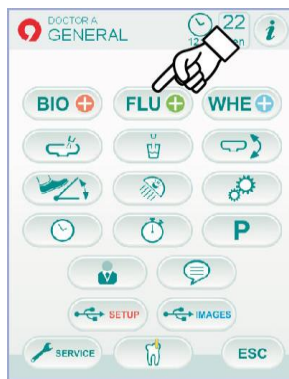 DOCTOR A
GENERAL
22
i
BIO
FLU
WHE
P
SETUP
IMAGES
SERVICE
ESC